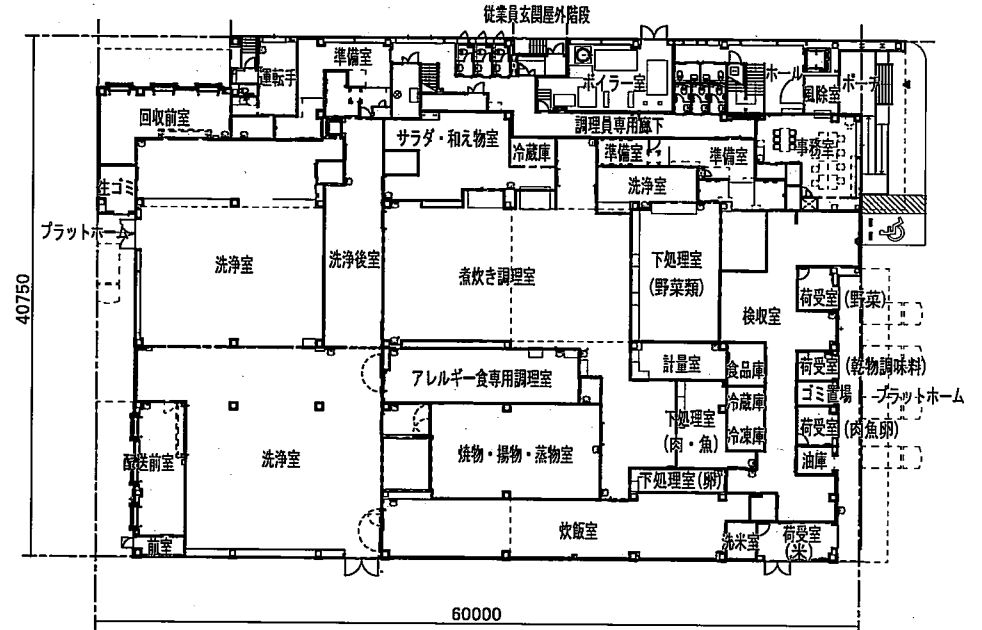 従業員玄関屋外階段
準備室
運転手
ボイラー室
ホール
ポーチ
風除室
回収前室
サラダ・和え物室
冷蔵庫
調理員専用廊下
準備室
準備室
事務室
洗浄室
生ゴミ
プラットホーム
洗浄室
洗浄後室
煮炊き調理室
下処理室
(野菜類)
検収室
荷受室
(野菜)
40750
計量室
食品庫
荷受室
(乾物調味料)
アレルギー食専用調理室
ゴミ置場
プラットホーム
冷蔵庫
下処理室
(肉・魚)
冷凍庫
荷受室
(肉魚卵)
油庫
配送前室
洗浄室
焼物・揚物・蒸物室
下処理室(卵)
炊飯室
洗米室
荷受室
(米)
前室
60000